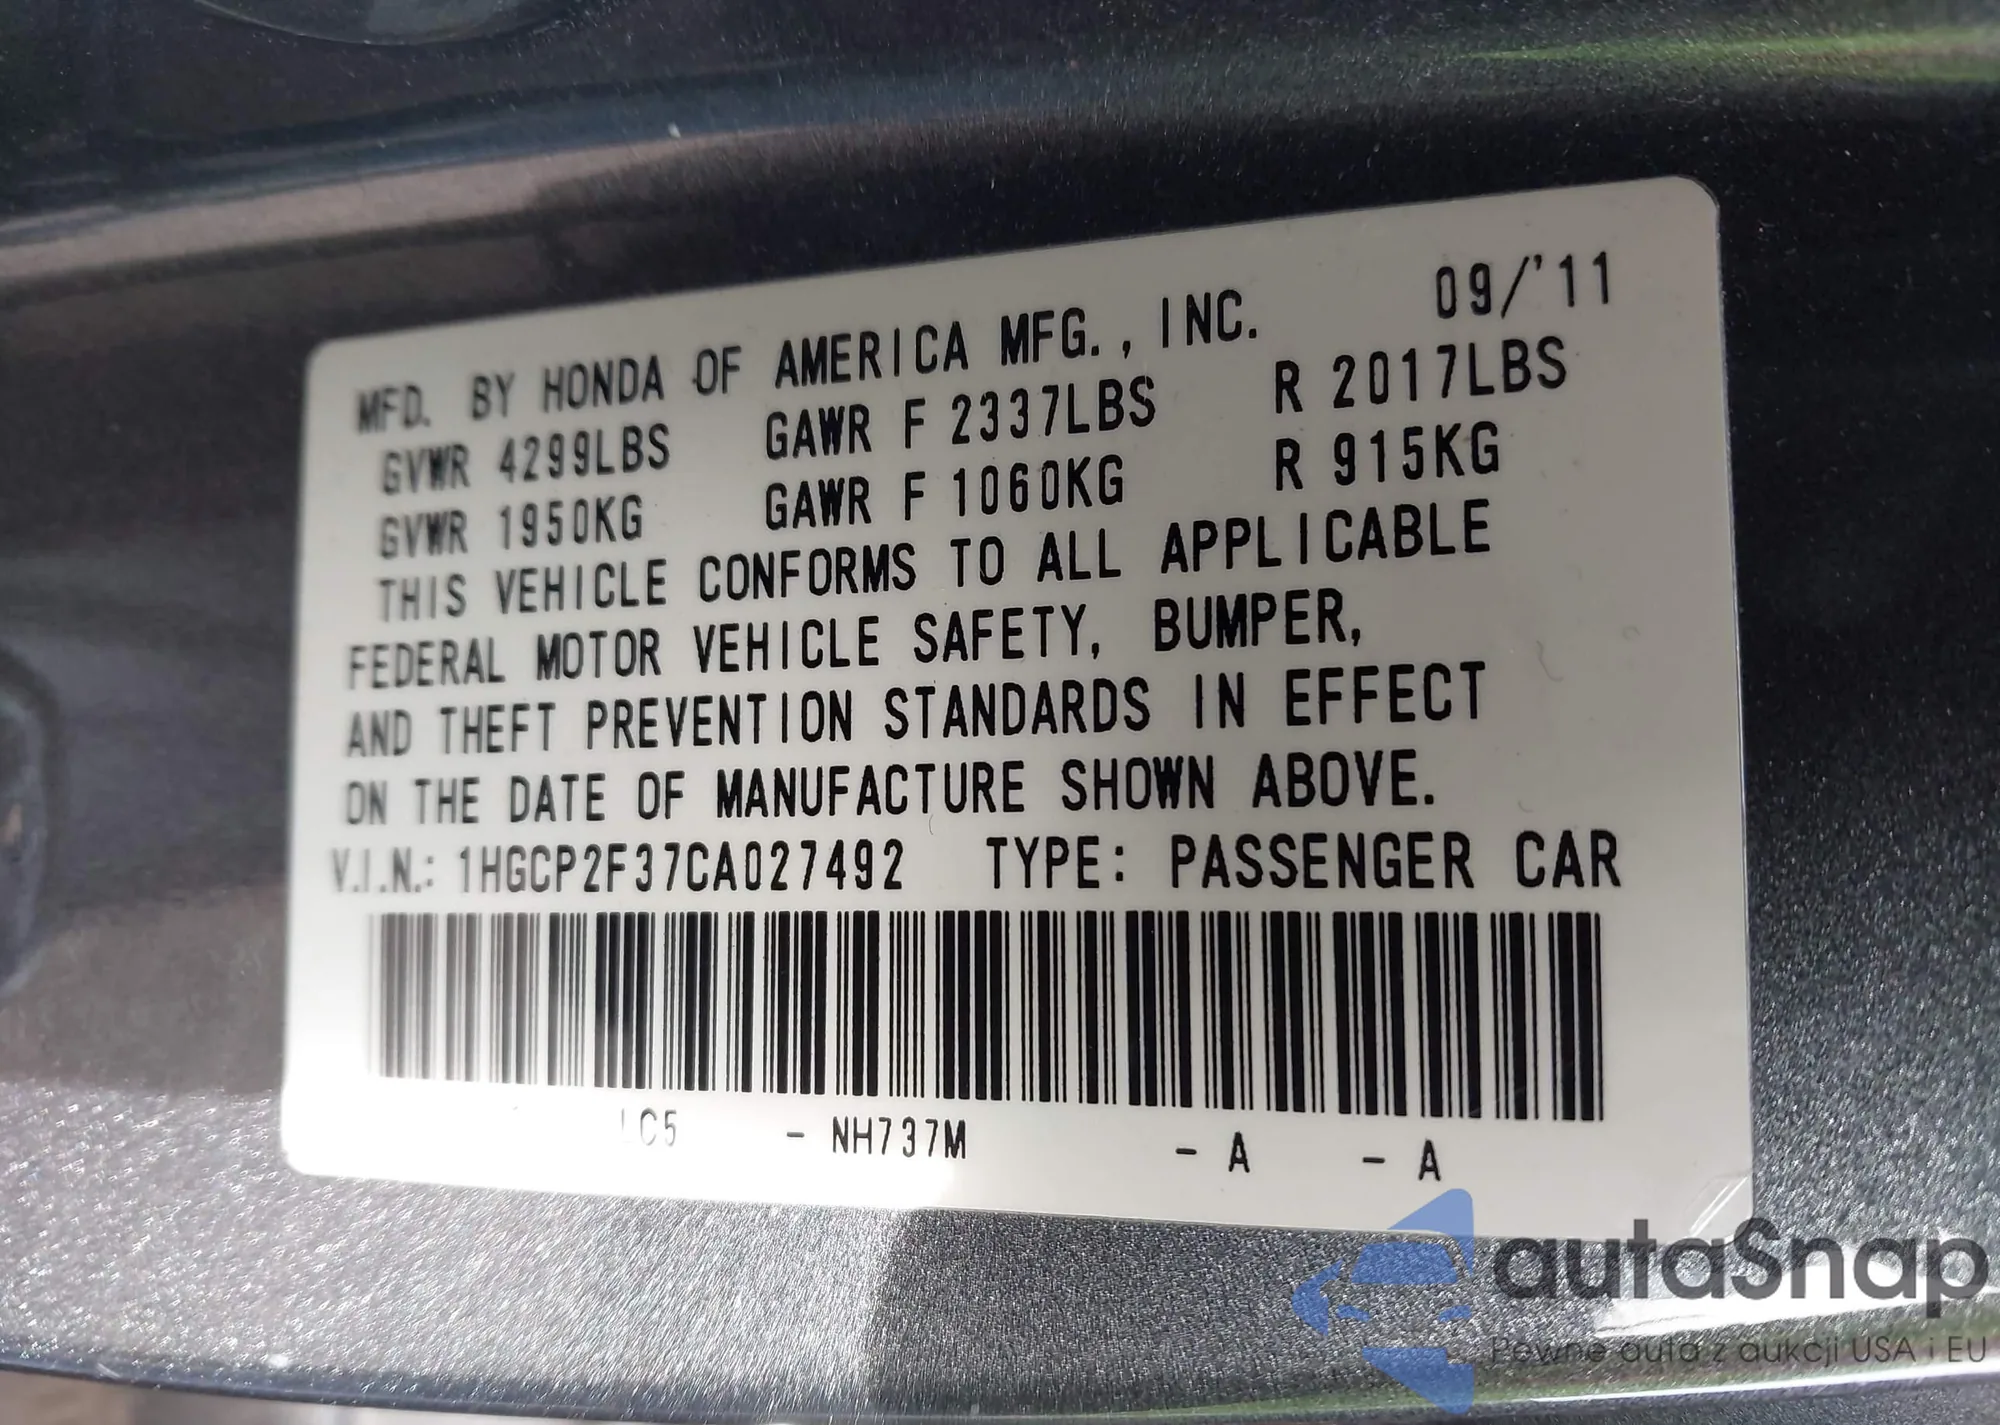 09/'11
MFD. BY HONDA OF AMERICA MFG., INC.
GVWR 4299LBS GAWR F 2337LBS R 2017LBS
GVWR 1950KG GAWR F 1060KG R 915KG
THIS VEHICLE CONFORMS TO ALL APPLICABLE
FEDERAL MOTOR VEHICLE SAFETY, BUMPER,
AND THEFT PREVENTION STANDARDS IN EFFECT
ON THE DATE OF MANUFACTURE SHOWN ABOVE.
V.I.N.: 1HGCP2F37CA027492 TYPE: PASSENGER CAR
- NH737M - A - A
autaSnap
Pewne auta z aukcji USA i EU